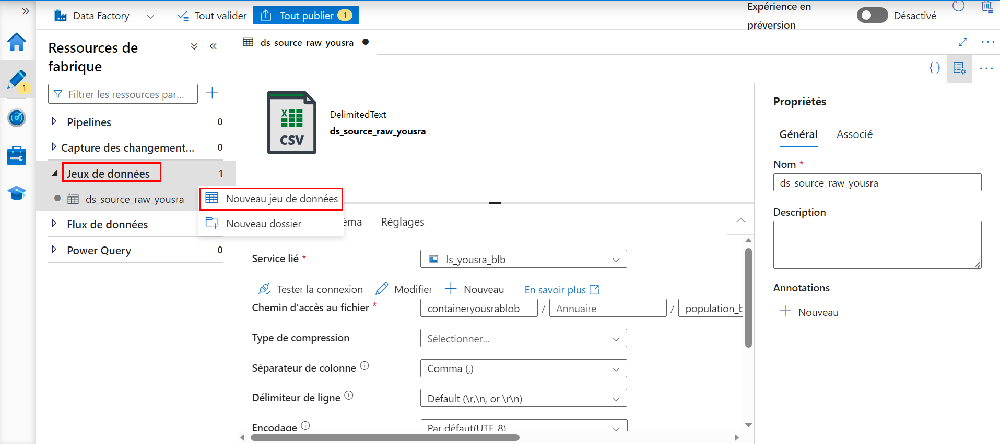 Data Factory
Tout valider
Tout publier 1
Expérience en
préversion
Désactivé
1
Ressources de
fabrique
Filtrer les ressources par...
Pipelines 0
Capture des changement... 0
Jeux de données 1
ds_source_raw_yousra
Flux de données
Power Query 0
Nouveau jeu de données
Nouveau dossier
ds_source_raw_yousra
CSV
DelimitedText
ds_source_raw_yousra
éma
Réglages
Service lié *
ls_yousra_blb
Tester la connexion
Modifier
Nouveau
En savoir plus
Chemin d'accès au fichier *
containeryousrablob / Annuaire / population_b
Type de compression
Sélectionner...
Séparateur de colonne
Comma (,)
Délimiteur de ligne
Default (\r,\n, or \r\n)
Encodage
Par défaut(UTF-8)
Propriétés
Général
Associé
Nom *
ds_source_raw_yousra
Description
Annotations
Nouveau